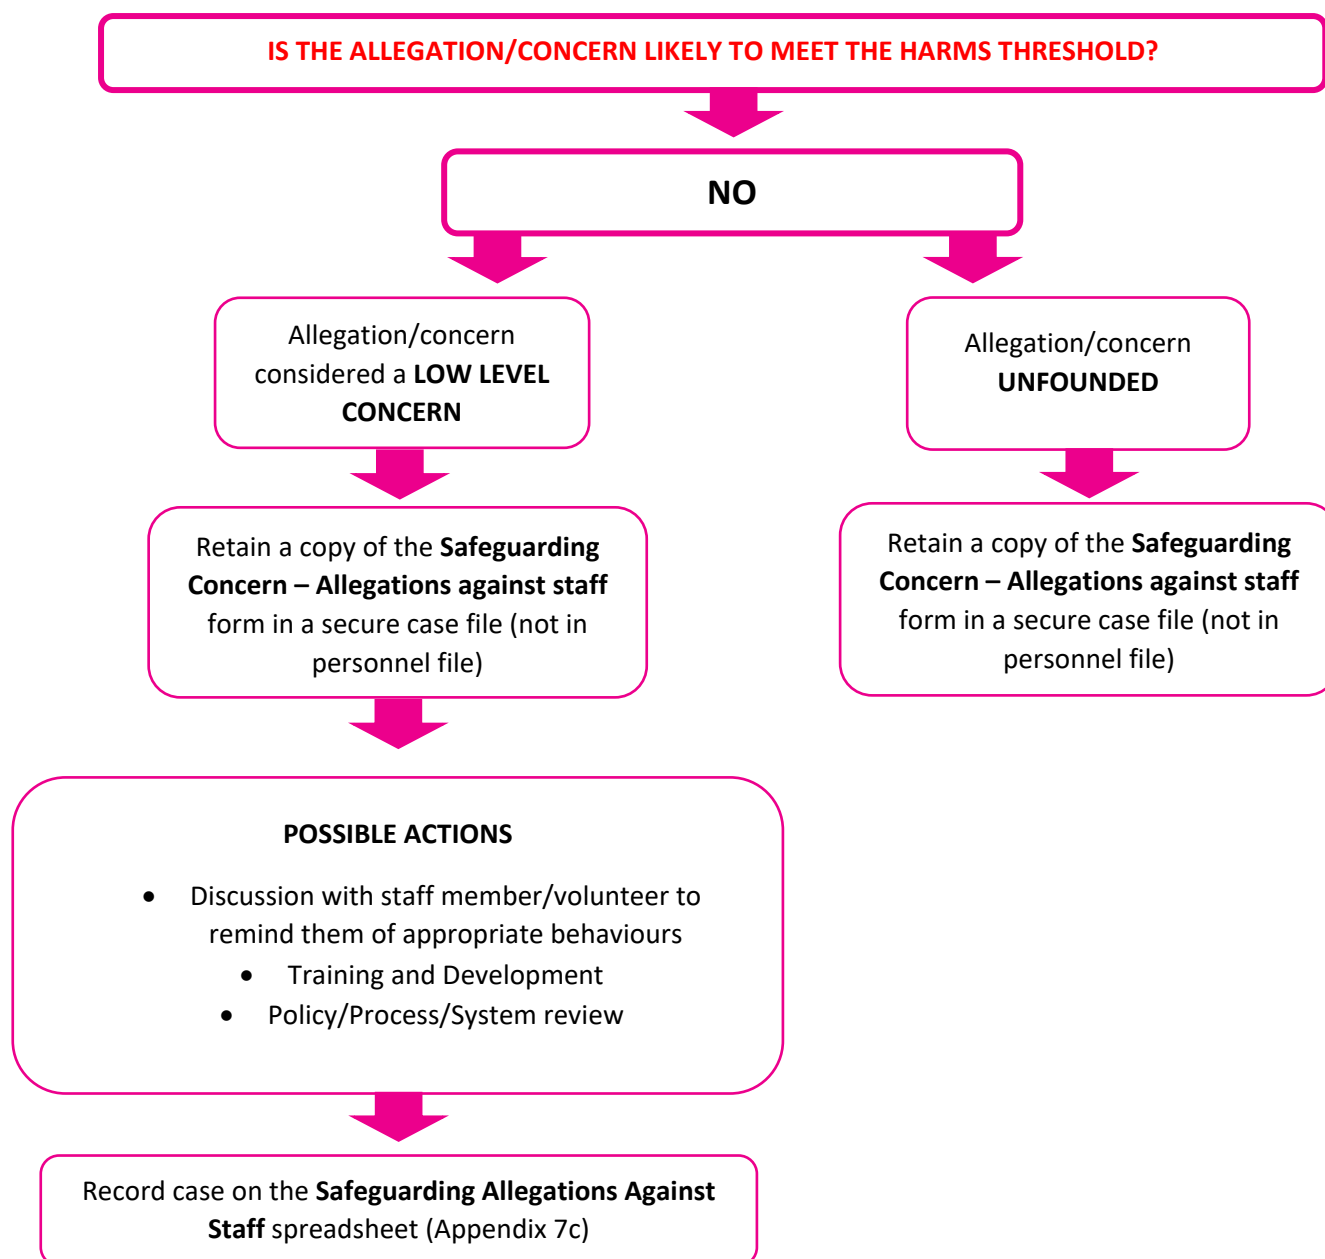 IS THE ALLEGATION/CONCERN LIKELY TO MEET THE HARMS THRESHOLD?
NO
Allegation/concern
considered a LOW LEVEL
CONCERN
Allegation/concern
UNFOUNDED
Retain a copy of the Safeguarding
Concern – Allegations against staff
form in a secure case file (not in
personnel file)
Retain a copy of the Safeguarding
Concern – Allegations against staff
form in a secure case file (not in
personnel file)
POSSIBLE ACTIONS
• Discussion with staff member/volunteer to
remind them of appropriate behaviours
• Training and Development
• Policy/Process/System review
Record case on the Safeguarding Allegations Against
Staff spreadsheet (Appendix 7c)